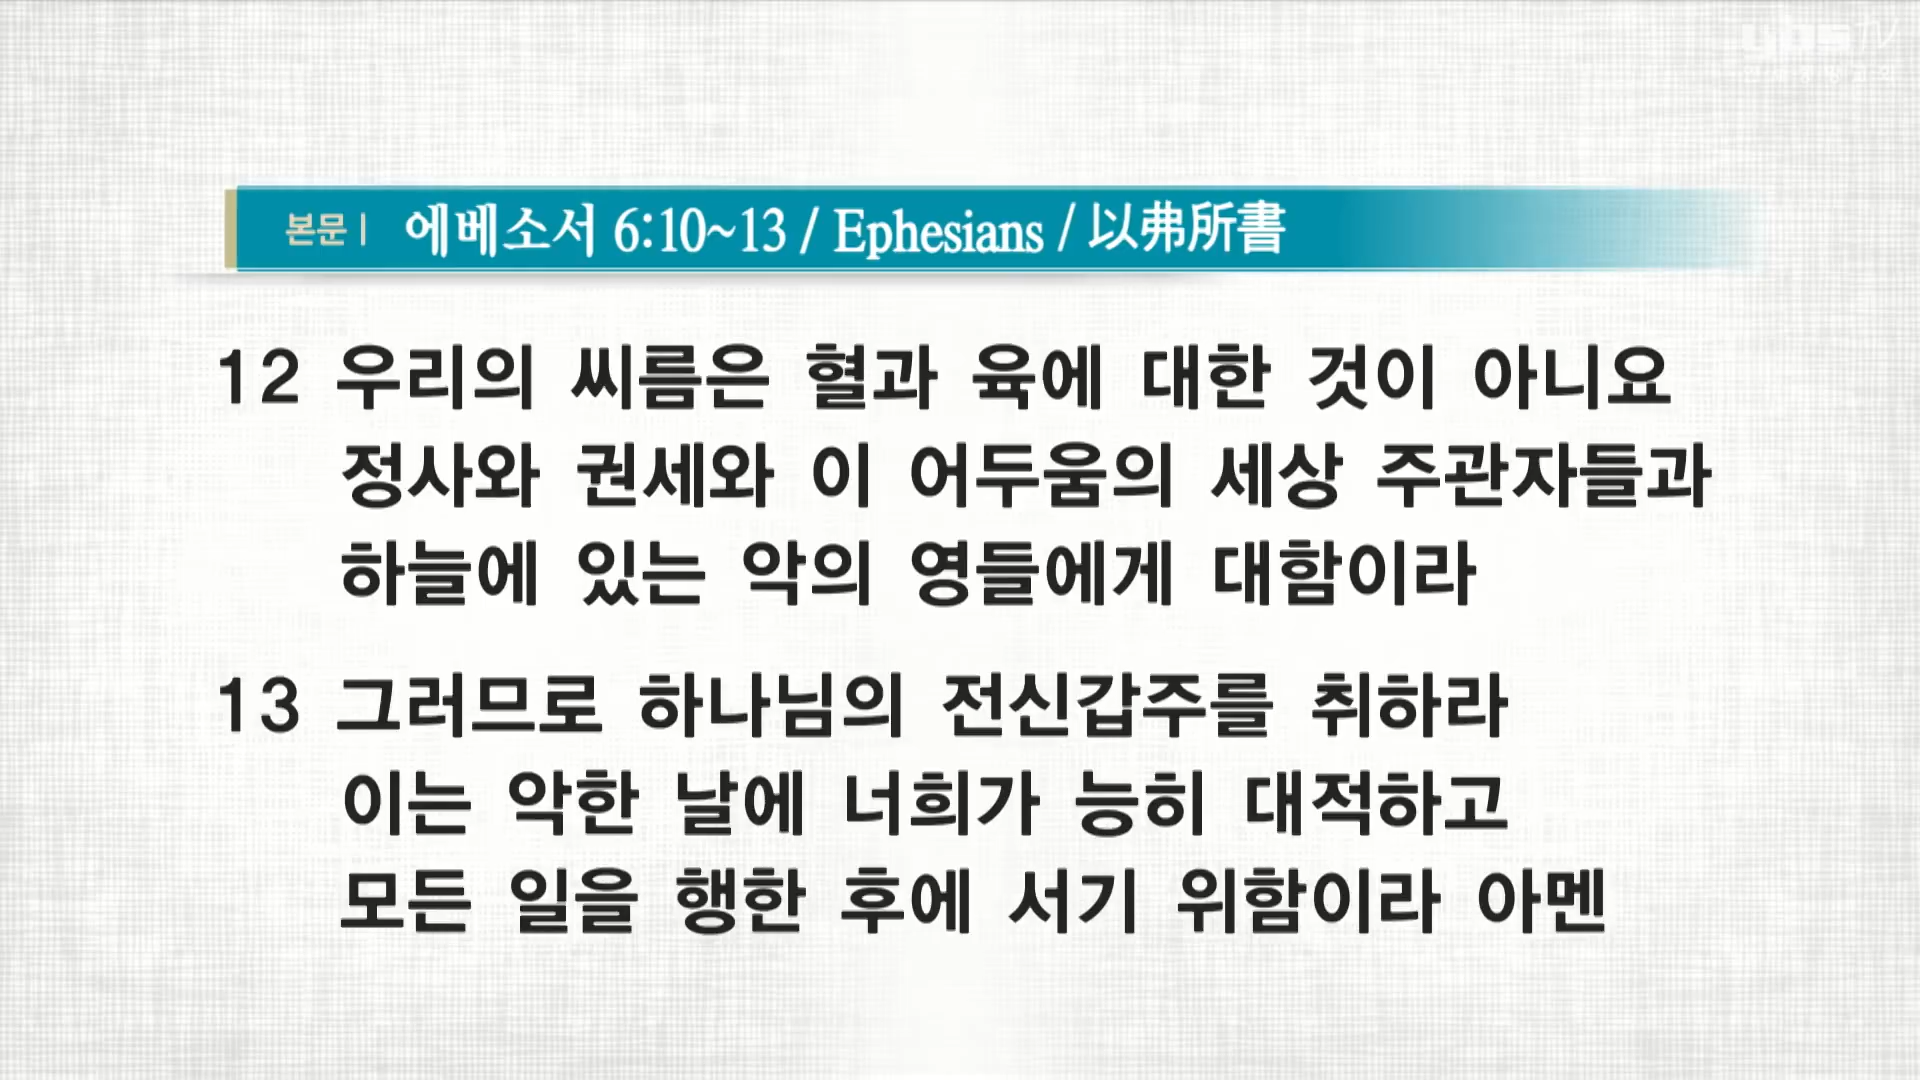 ybsTV
본문 | 에베소서 6:10~13 / Ephesians / 以弗所書
12 우리의 씨름은 혈과 육에 대한 것이 아니요
정사와 권세와 이 어두움의 세상 주관자들과
하늘에 있는 악의 영들에게 대함이라
13 그러므로 하나님의 전신갑주를 취하라
이는 악한 날에 너희가 능히 대적하고
모든 일을 행한 후에 서기 위함이라 아멘